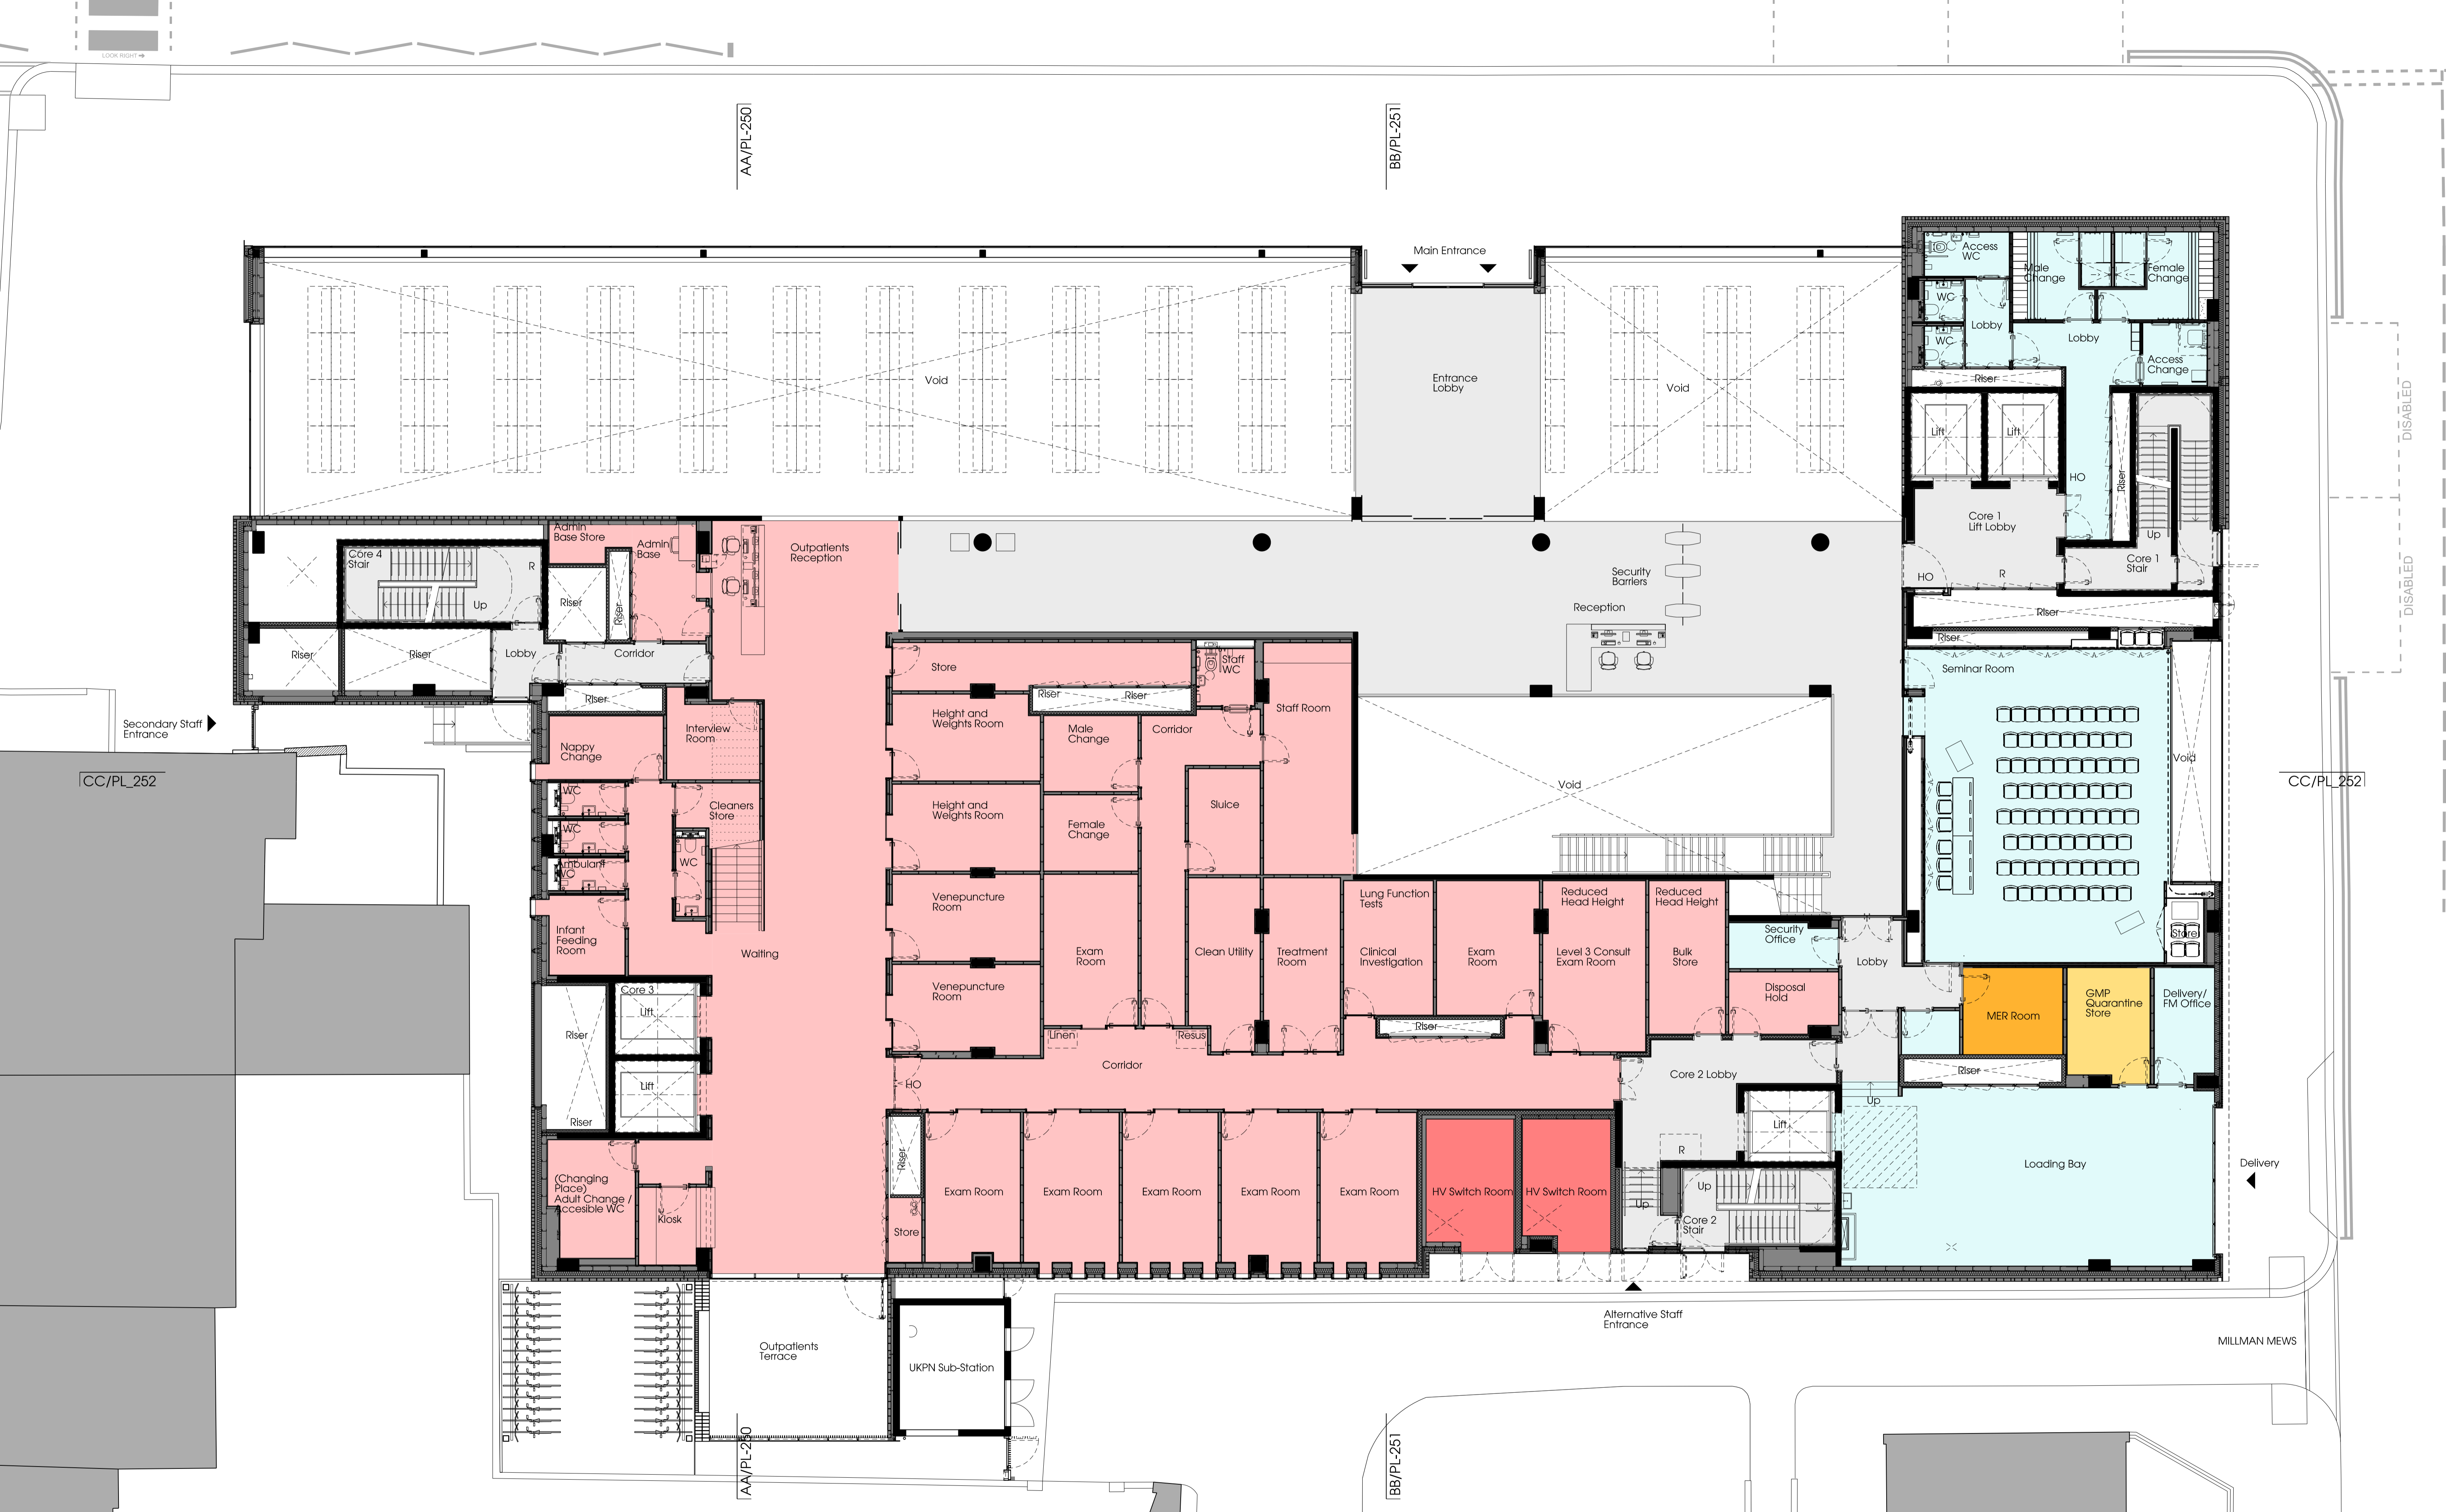 LOOK RIGHT
AA/PL-250
BB/PL-251
Main Entrance
Void
Entrance
Lobby
Void
Access
WC
Male
Change
Female
Change
WC
Lobby
WC
Lobby
Access
Change
Riser
Lift
Lift
HO
Riser
Core 1
Lift Lobby
Up
Core 1
Stair
HO
R
Riser
Riser
DISABLED
DISABLED
Core 4
Stair
R
Up
Admin
Base Store
Admin
Base
Riser
Riser
Outpatients
Reception
Security
Barriers
Reception
Riser
Riser
Lobby
Corridor
Riser
Secondary Staff
Entrance
CC/PL_252
Store
Staff
WC
Riser
Riser
Staff Room
Height and
Weights Room
Male
Change
Corridor
Interview
Room
Nappy
Change
WC
WC
Ambulant
WC
Cleaners
Store
WC
Height and
Weights Room
Female
Change
Sluice
Void
Seminar Room
Void
CC/PL_252
Store
Infant
Feeding
Room
Waiting
Venepuncture
Room
Venepuncture
Room
Exam
Room
Clean Utility
Treatment
Room
Lung Function
Tests
Clinical
Investigation
Exam
Room
Reduced
Head Height
Level 3 Consult
Exam Room
Reduced
Head Height
Bulk
Store
Security
Office
Disposal
Hold
Lobby
MER Room
GMP
Quarantine
Store
Delivery/
FM Office
Core 3
Lift
Lift
Riser
Riser
Linen
Resus
Riser
HO
Corridor
Core 2 Lobby
Riser
Up
Lift
R
Loading Bay
Delivery
(Changing
Place)
Adult Change /
Accesible WC
Kiosk
Riser
Store
Exam Room
Exam Room
Exam Room
Exam Room
Exam Room
HV Switch Room
HV Switch Room
Up
Up
Core 2
Stair
Alternative Staff
Entrance
Outpatients
Terrace
UKPN Sub-Station
MILLMAN MEWS
AA/PL-250
BB/PL-251